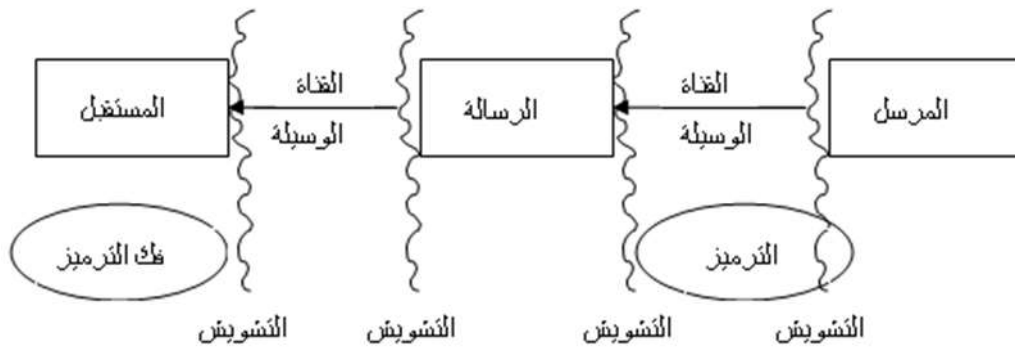 المرسل
القناة
الوسيلة
الرسالة
القناة
الوسيلة
المستقبل
الترميز
فك الترميز
التشويش
التشويش
التشويش
التشويش